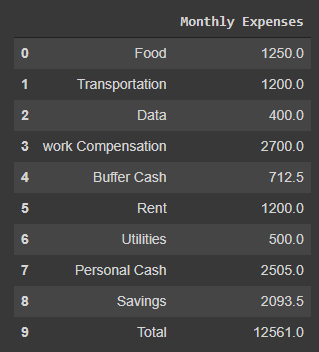 Monthly Expenses
0 Food 1250.0
1 Transportation 1200.0
2 Data 400.0
3 work Compensation 2700.0
4 Buffer Cash 712.5
5 Rent 1200.0
6 Utilities 500.0
7 Personal Cash 2505.0
8 Savings 2093.5
9 Total 12561.0